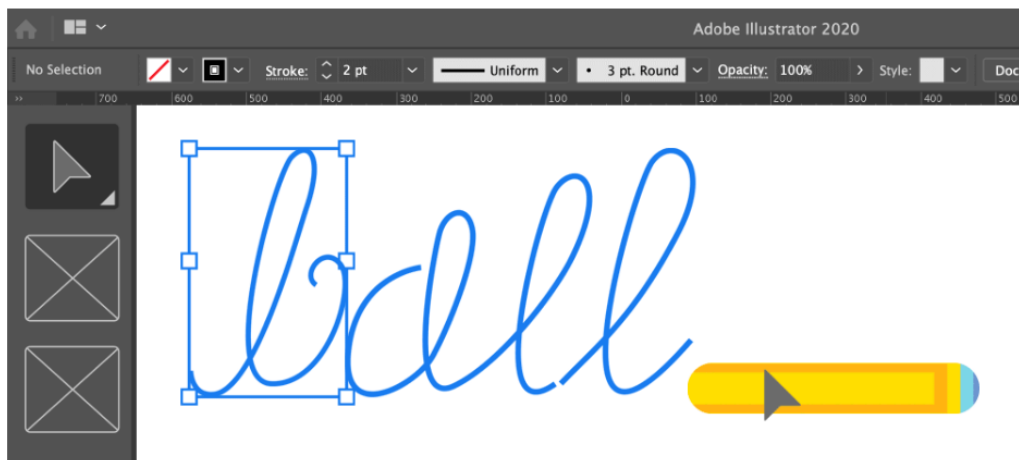 Adobe Illustrator 2020
No Selection Stroke: 2 pt Uniform • 3 pt. Round Opacity: 100% > Style: Doc
» 700 600 500 400 300 200 100 0 100 200 300 400 500
ball